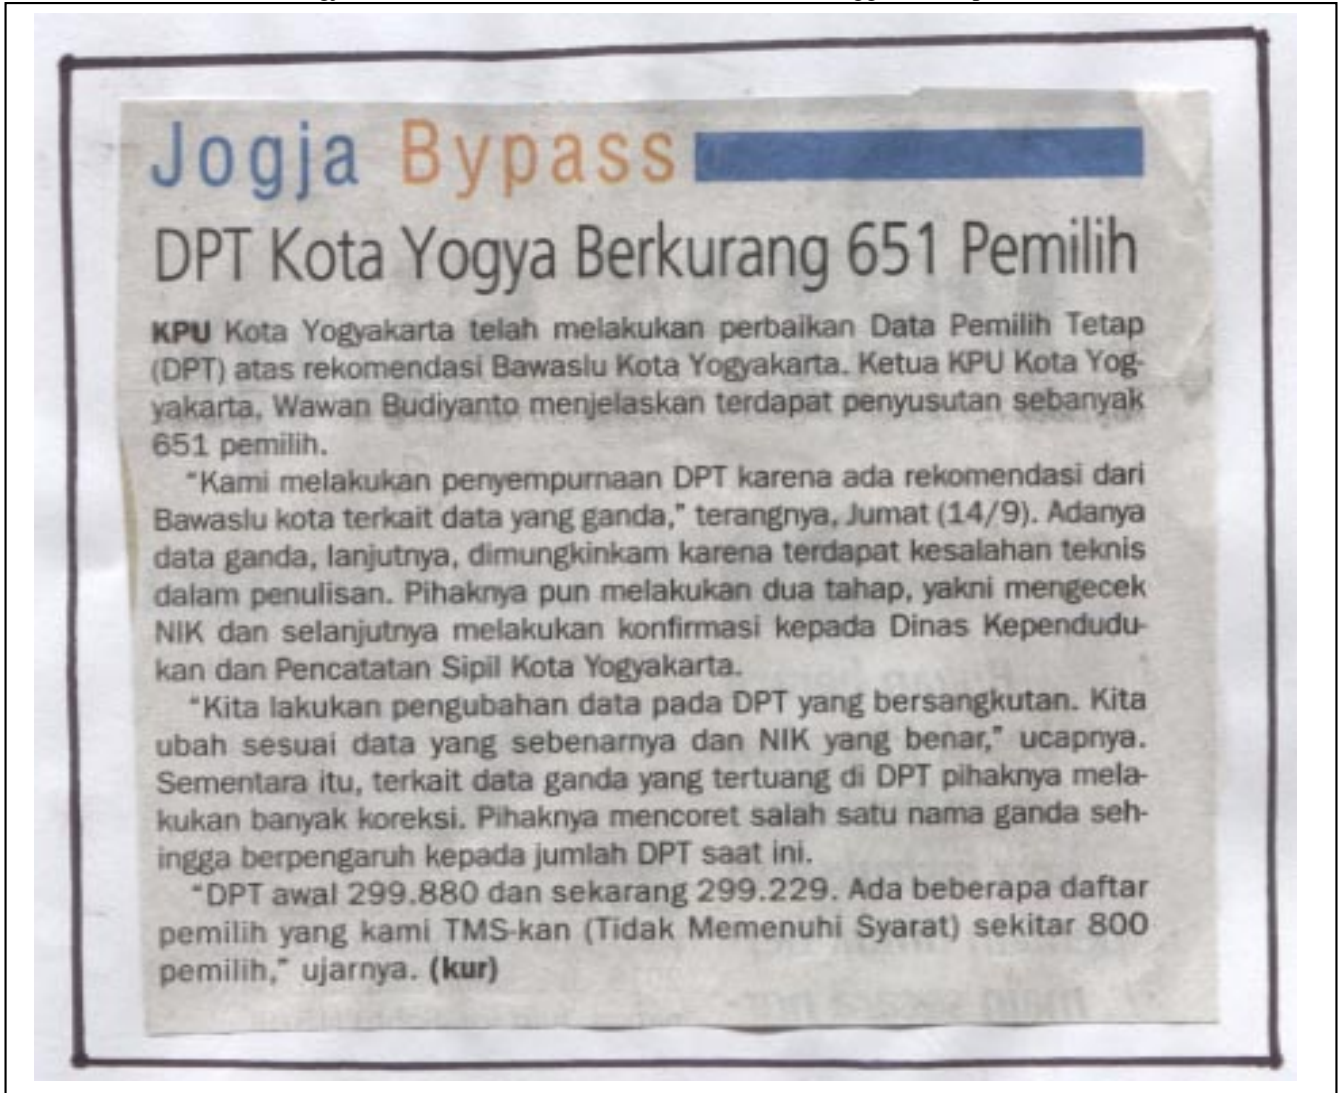 Jogja Bypass
DPT Kota Yogya Berkurang 651 Pemilih
KPU Kota Yogyakarta telah melakukan perbaikan Data Pemilih Tetap
(DPT) atas rekomendasi Bawaslu Kota Yogyakarta. Ketua KPU Kota Yog-
yakarta, Wawan Budiyanto menjelaskan terdapat penyusutan sebanyak
651 pemilih.
"Kami melakukan penyempurnaan DPT karena ada rekomendasi dari
Bawaslu kota terkait data yang ganda," terangnya, Jumat (14/9). Adanya
data ganda, lanjutnya, dimungkinkam karena terdapat kesalahan teknis
dalam penulisan. Pihaknya pun melakukan dua tahap, yakni mengecek
NIK dan selanjutnya melakukan konfirmasi kepada Dinas Kependudu-
kan dan Pencatatan Sipil Kota Yogyakarta.
"Kita lakukan pengubahan data pada DPT yang bersangkutan. Kita
ubah sesuai data yang sebenarnya dan NIK yang benar," ucapnya.
Sementara itu, terkait data ganda yang tertuang di DPT pihaknya mela-
kukan banyak koreksi. Pihaknya mencoret salah satu nama ganda seh-
ingga berpengaruh kepada jumlah DPT saat ini.
"DPT awal 299.880 dan sekarang 299.229. Ada beberapa daftar
pemilih yang kami TMS-kan (Tidak Memenuhi Syarat) sekitar 800
pemilih," ujarnya. (kur)